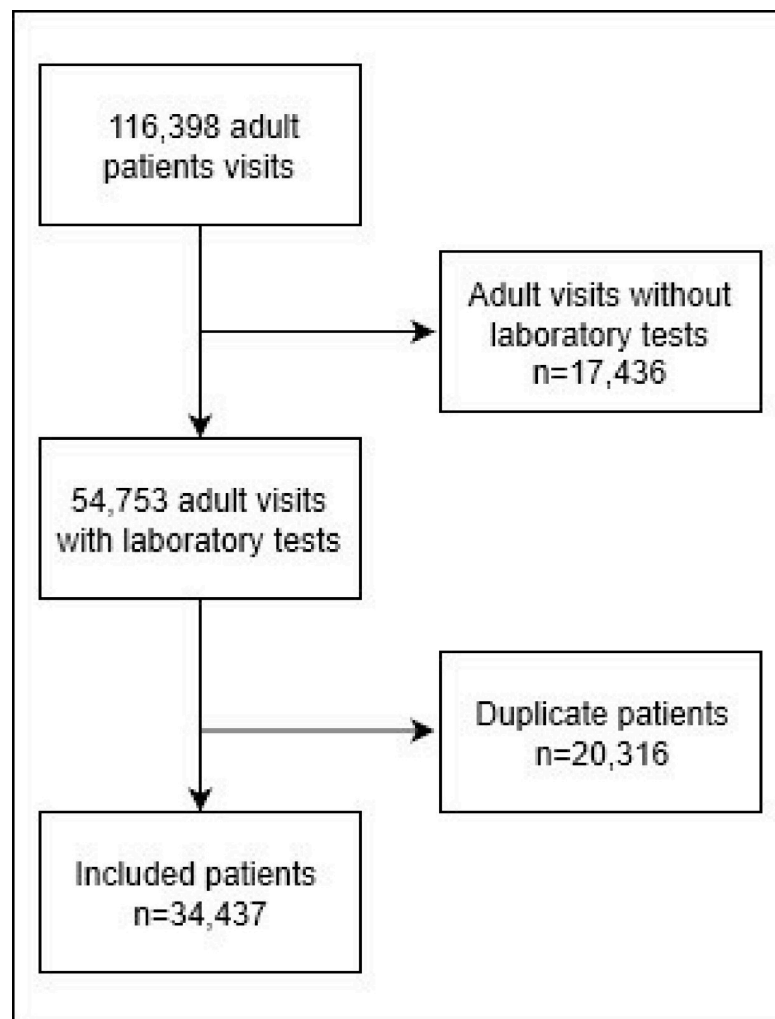 116,398 adult
patients visits
Adult visits without
laboratory tests
n=17,436
54,753 adult visits
with laboratory tests
Duplicate patients
n=20,316
Included patients
n=34,437